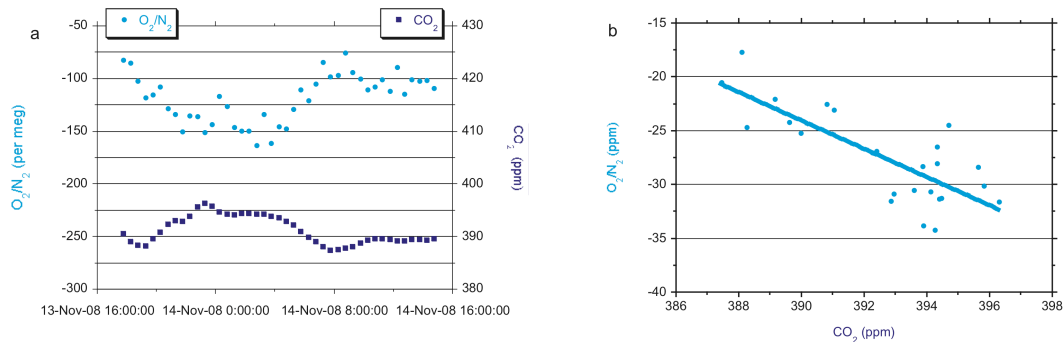 a
O2/N2
CO2
-50
-100
-150
-200
-250
-300
O2/N2 (per meg)
430
420
410
400
390
380
CO2 (ppm)
13-Nov-08 16:00:00 14-Nov-08 0:00:00 14-Nov-08 8:00:00 14-Nov-08 16:00:00
b
-15
-20
-25
-30
-35
-40
O2/N2 (ppm)
386 388 390 392 394 396 398
CO2 (ppm)